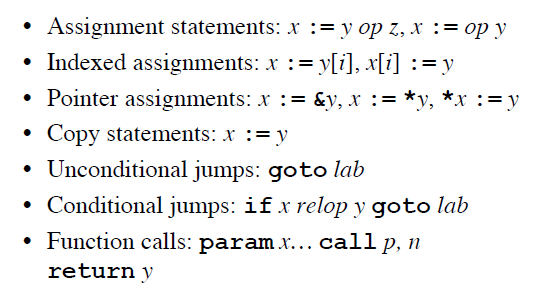 • Assignment statements: x := y op z, x := op y
• Indexed assignments: x := y[i], x[i] := y
• Pointer assignments: x := &y, x := *y, *x := y
• Copy statements: x := y
• Unconditional jumps: goto lab
• Conditional jumps: if x relop y goto lab
• Function calls: param x… call p, n
return y